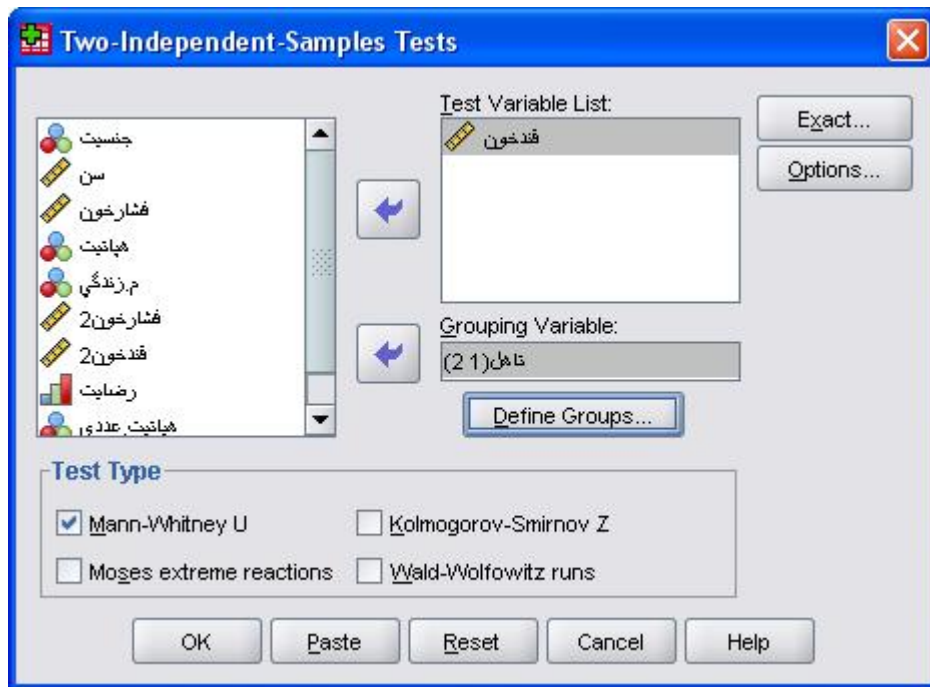 Two-Independent-Samples Tests
Test Variable List:
قندخون
Exact...
Options...
جنسیت
سن
فشارخون
هپاتیت
م.زندگي
فشارخون2
قندخون2
رضایت
هپاتیت.عددی
Grouping Variable:
تاهل(1 2)
Define Groups...
Test Type
Mann-Whitney U
Kolmogorov-Smirnov Z
Moses extreme reactions
Wald-Wolfowitz runs
OK
Paste
Reset
Cancel
Help